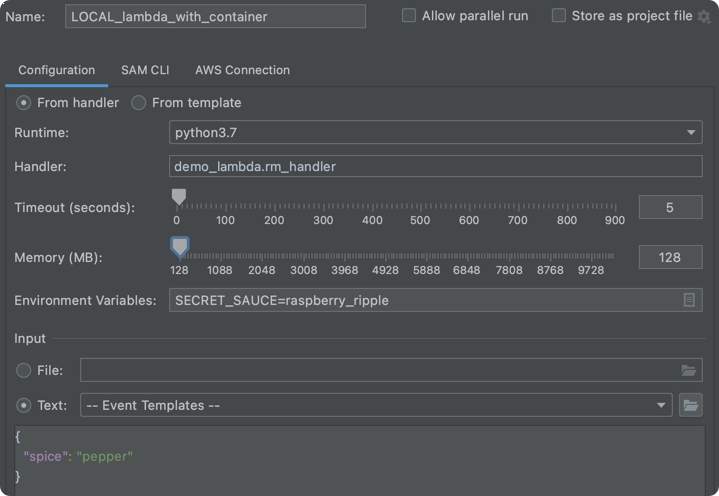 Name: LOCAL_lambda_with_container Allow parallel run Store as project file
Configuration SAM CLI AWS Connection
From handler From template
Runtime: python3.7
Handler: demo_lambda.rm_handler
Timeout (seconds): 5
0 100 200 300 400 500 600 700 800 900
Memory (MB): 128
128 1088 2048 3008 3968 4928 5888 6848 7808 8768 9728
Environment Variables: SECRET_SAUCE=raspberry_ripple
Input
File:
Text: -- Event Templates --
{
"spice": "pepper"
}